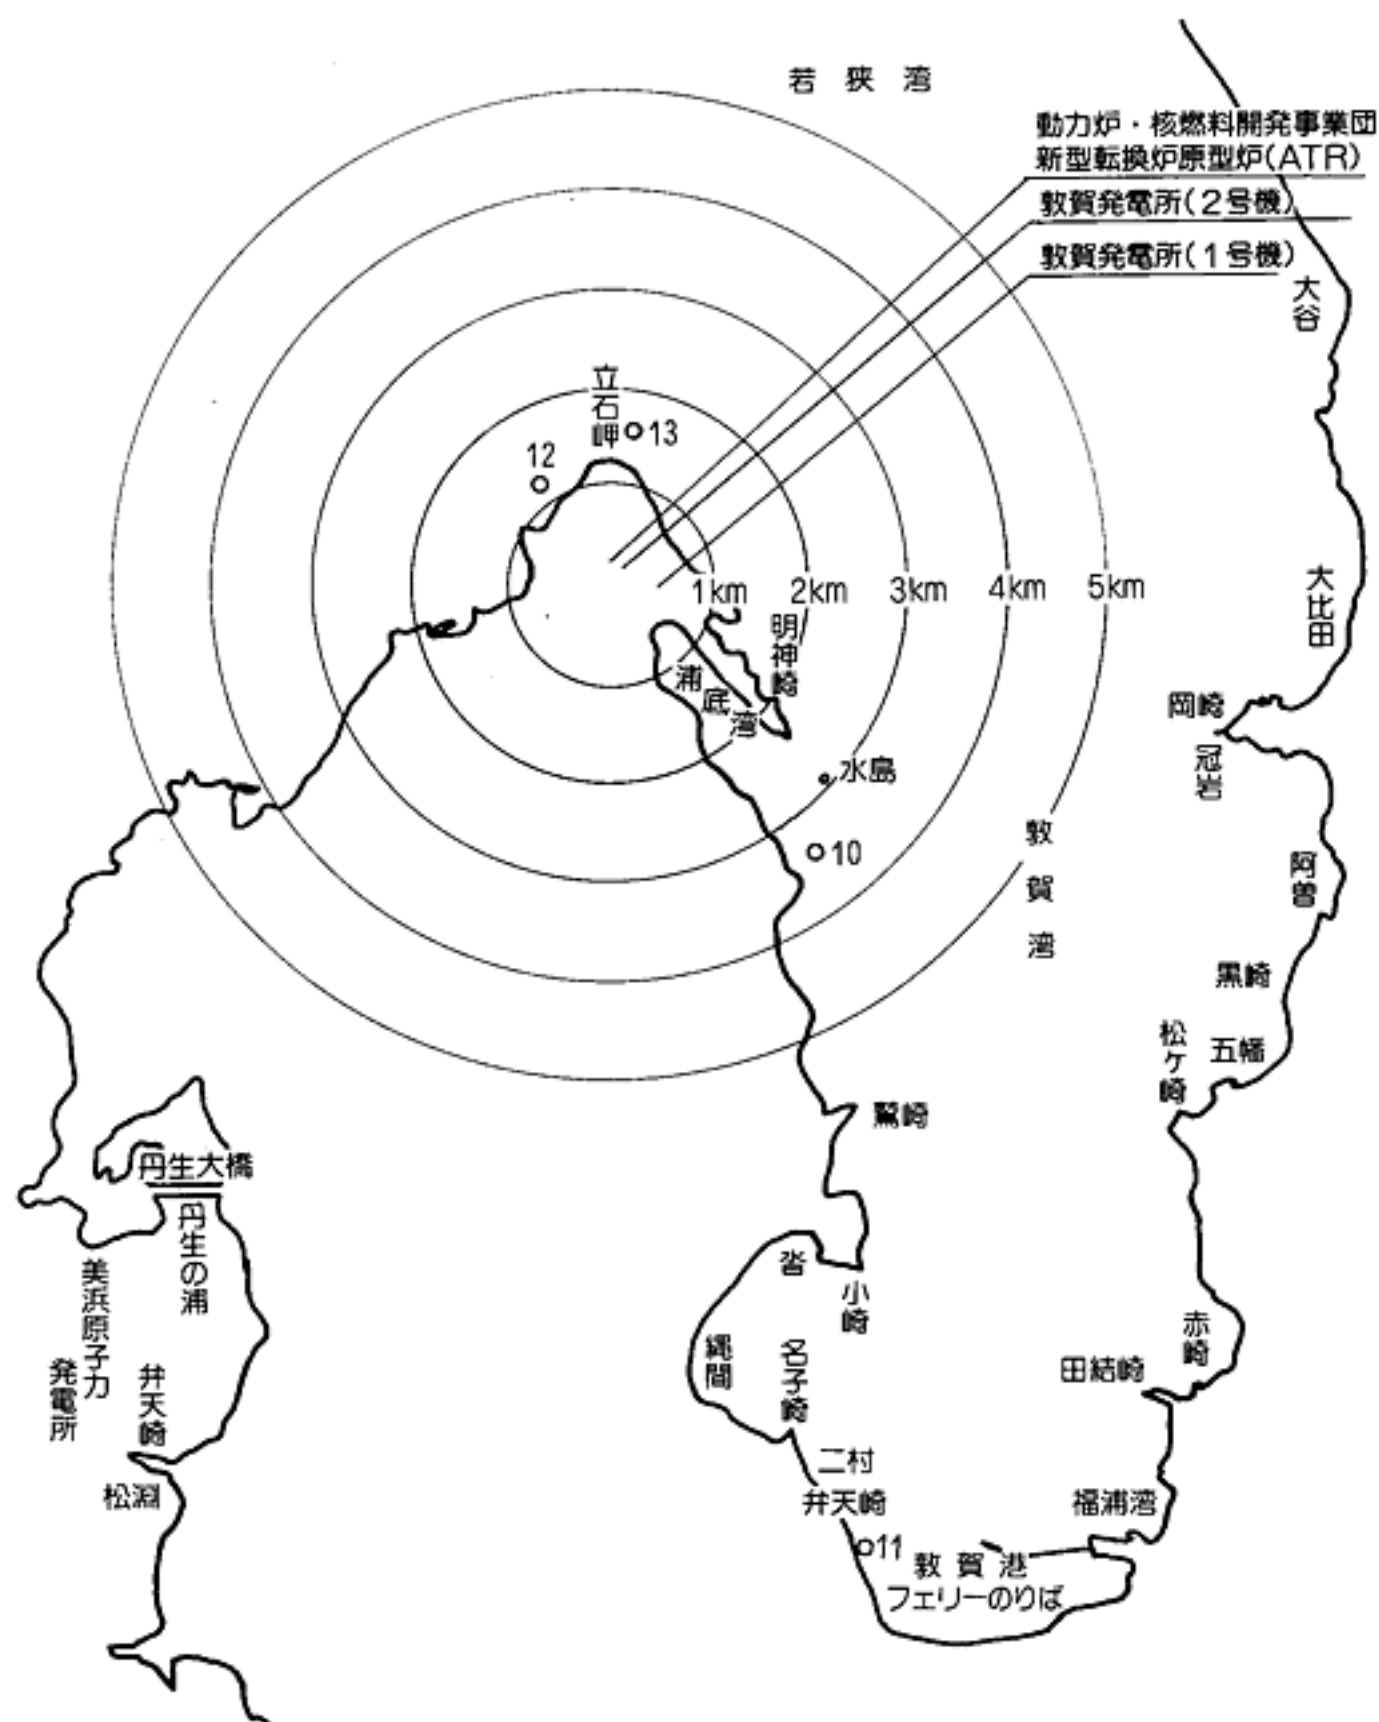 若狭湾
動力炉・核燃料開発事業団
新型転換炉原型炉(ATR)
敦賀発電所(2号機)
敦賀発電所(1号機)
大谷
立石岬
13
12
1km
2km
3km
4km
5km
大比田
明神崎
浦底湾
岡崎
冠岩
水島
敦賀湾
10
阿曽
黒崎
松ヶ崎
五幡
鷲崎
丹生大橋
丹生の浦
沓
小崎
美浜原子力
発電所
縄間
名子崎
赤崎
田結崎
弁天崎
二村
松淵
弁天崎
福浦湾
11
敦賀港
フェリーのりば